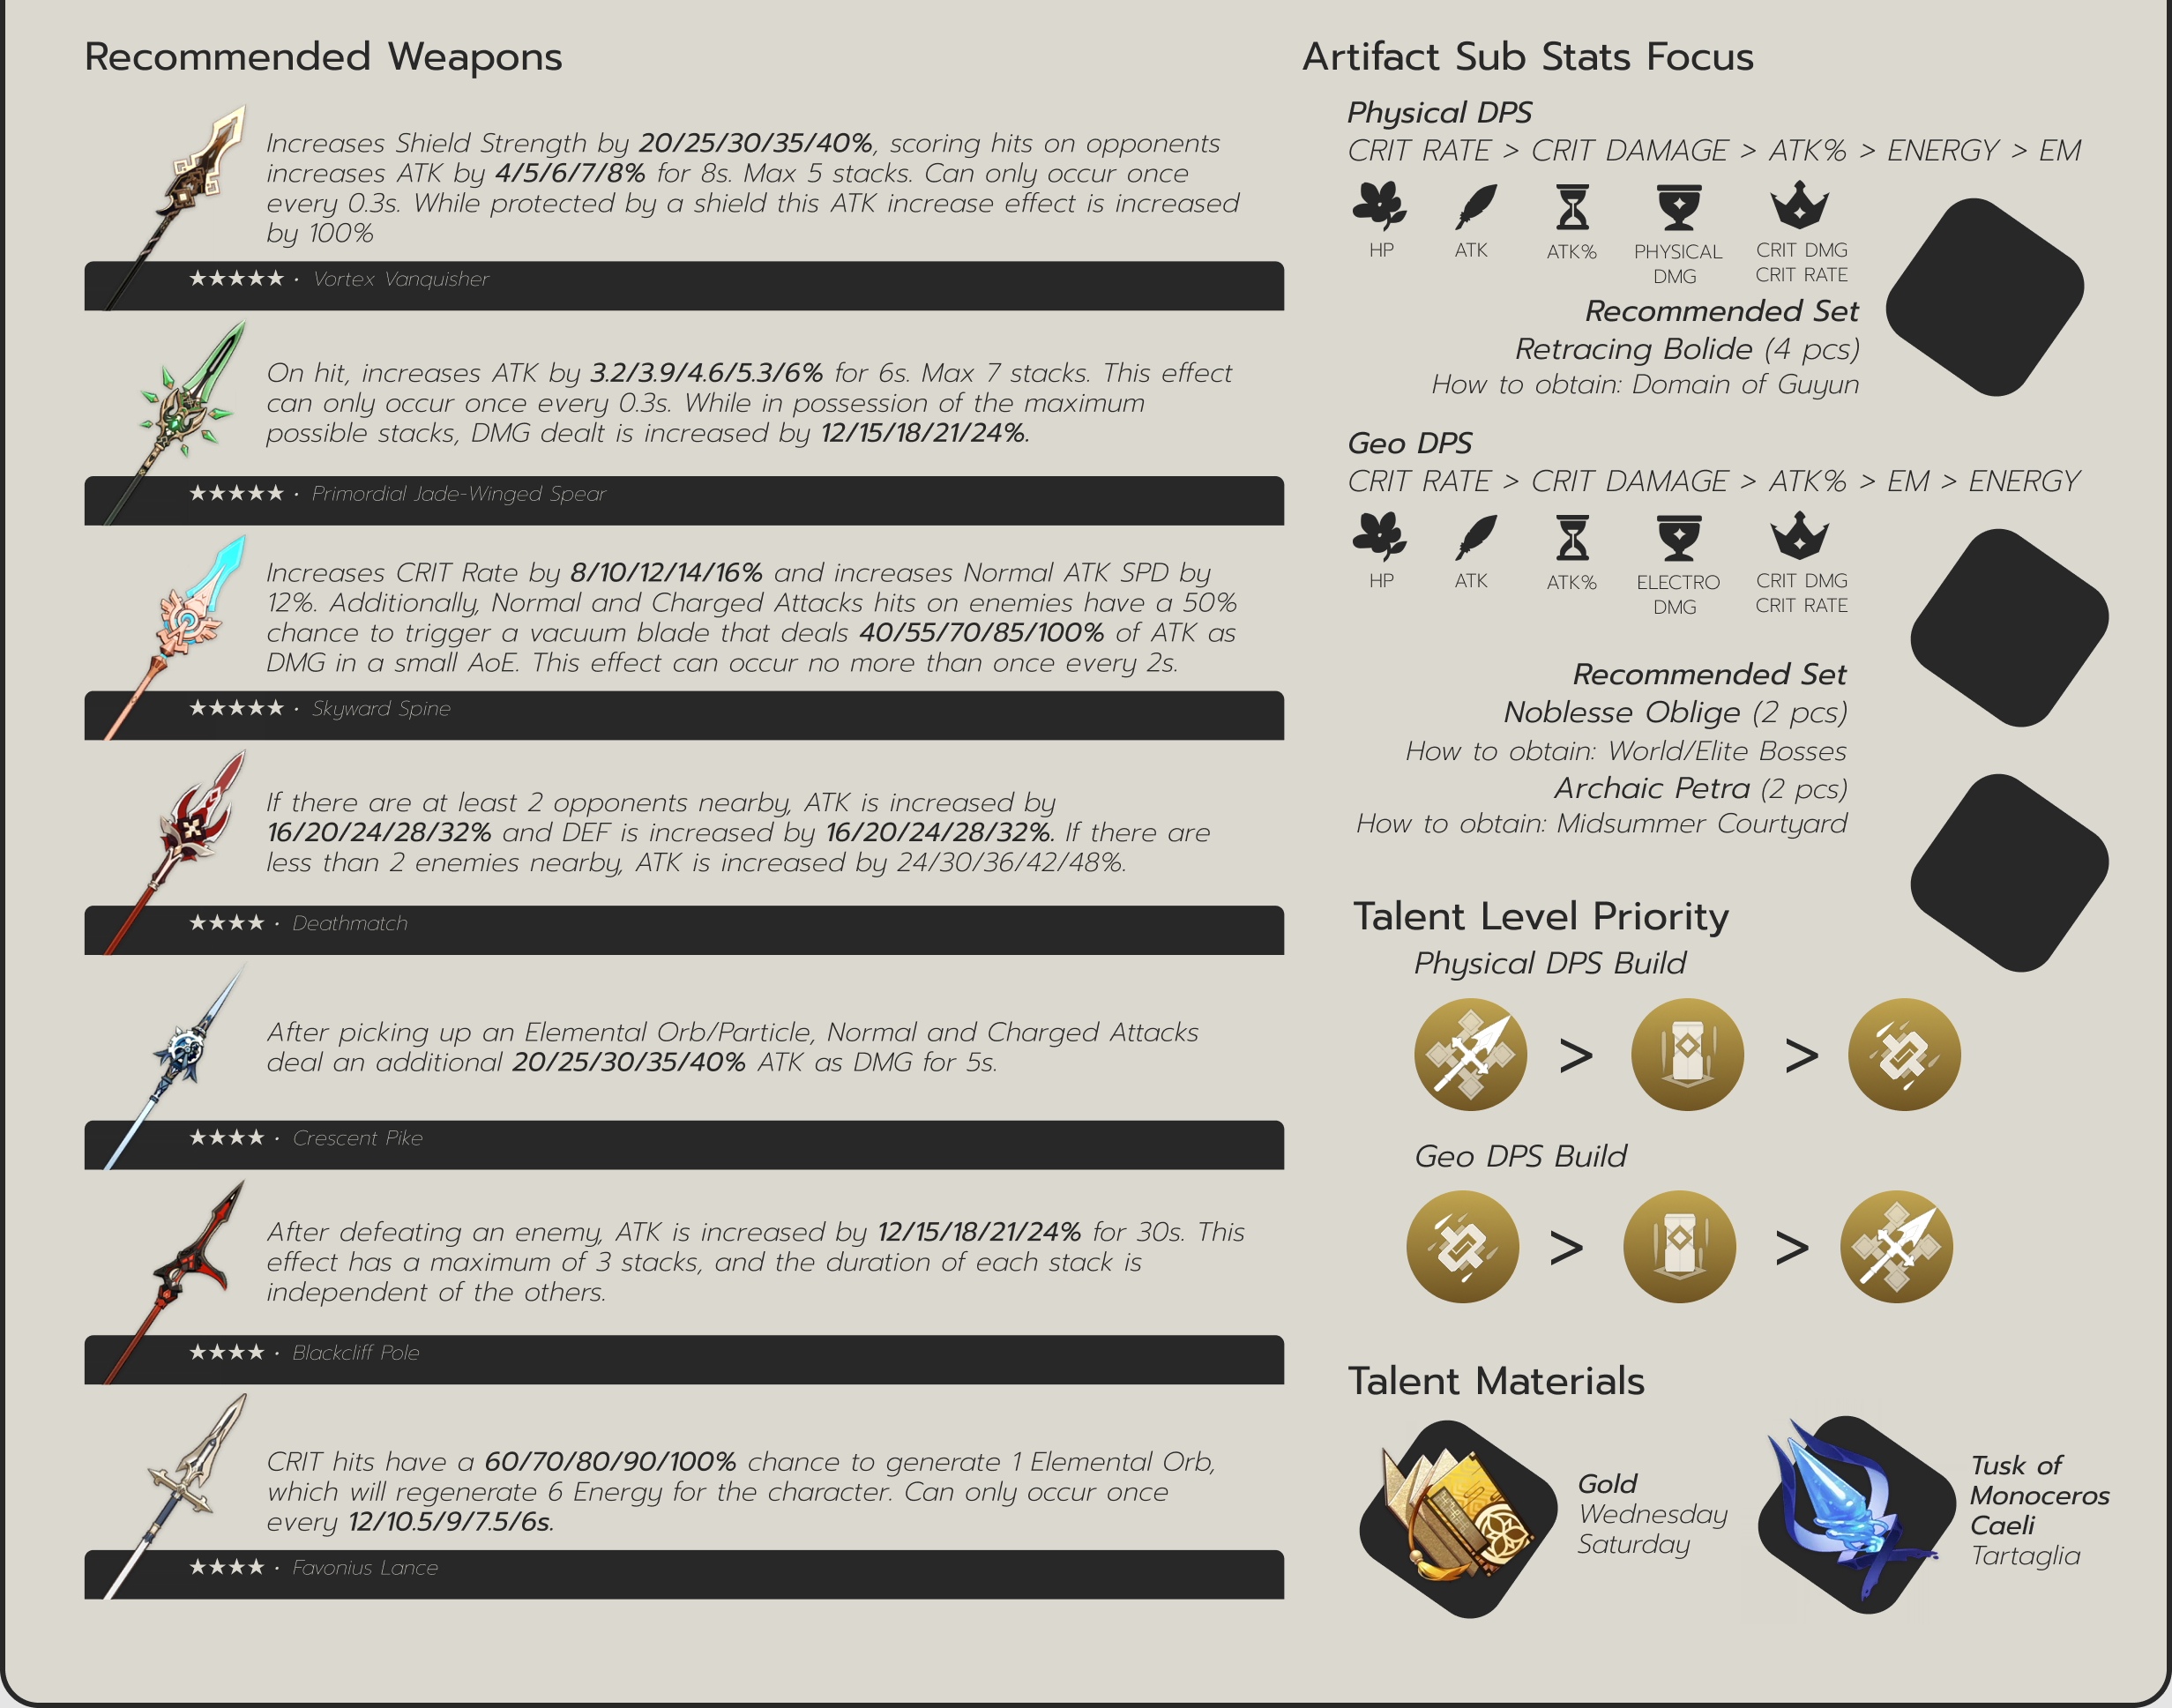 Recommended Weapons
Increases Shield Strength by 20/25/30/35/40%, scoring hits on opponents
increases ATK by 4/5/6/7/8% for 8s. Max 5 stacks. Can only occur once
every 0.3s. While protected by a shield this ATK increase effect is increased
by 100%
★★★★★ • Vortex Vanquisher
On hit, increases ATK by 3.2/3.9/4.6/5.3/6% for 6s. Max 7 stacks. This effect
can only occur once every 0.3s. While in possession of the maximum
possible stacks, DMG dealt is increased by 12/15/18/21/24%.
★★★★★ • Primordial Jade-Winged Spear
Increases CRIT Rate by 8/10/12/14/16% and increases Normal ATK SPD by
12%. Additionally, Normal and Charged Attacks hits on enemies have a 50%
chance to trigger a vacuum blade that deals 40/55/70/85/100% of ATK as
DMG in a small AoE. This effect can occur no more than once every 2s.
★★★★★ • Skyward Spine
If there are at least 2 opponents nearby, ATK is increased by
16/20/24/28/32% and DEF is increased by 16/20/24/28/32%. If there are
less than 2 enemies nearby, ATK is increased by 24/30/36/42/48%.
★★★★ • Deathmatch
After picking up an Elemental Orb/Particle, Normal and Charged Attacks
deal an additional 20/25/30/35/40% ATK as DMG for 5s.
★★★★ • Crescent Pike
After defeating an enemy, ATK is increased by 12/15/18/21/24% for 30s. This
effect has a maximum of 3 stacks, and the duration of each stack is
independent of the others.
★★★★ • Blackcliff Pole
CRIT hits have a 60/70/80/90/100% chance to generate 1 Elemental Orb,
which will regenerate 6 Energy for the character. Can only occur once
every 12/10.5/9/7.5/6s.
★★★★ • Favonius Lance
Artifact Sub Stats Focus
Physical DPS
CRIT RATE > CRIT DAMAGE > ATK% > ENERGY > EM
HP ATK ATK% PHYSICAL DMG CRIT DMG CRIT RATE
Recommended Set
Retracing Bolide (4 pcs)
How to obtain: Domain of Guyun
Geo DPS
CRIT RATE > CRIT DAMAGE > ATK% > EM > ENERGY
HP ATK ATK% ELECTRO DMG CRIT DMG CRIT RATE
Recommended Set
Noblesse Oblige (2 pcs)
How to obtain: World/Elite Bosses
Archaic Petra (2 pcs)
How to obtain: Midsummer Courtyard
Talent Level Priority
Physical DPS Build
> >
Geo DPS Build
> >
Talent Materials
Gold
Wednesday
Saturday
Tusk of
Monoceros
Caeli
Tartaglia